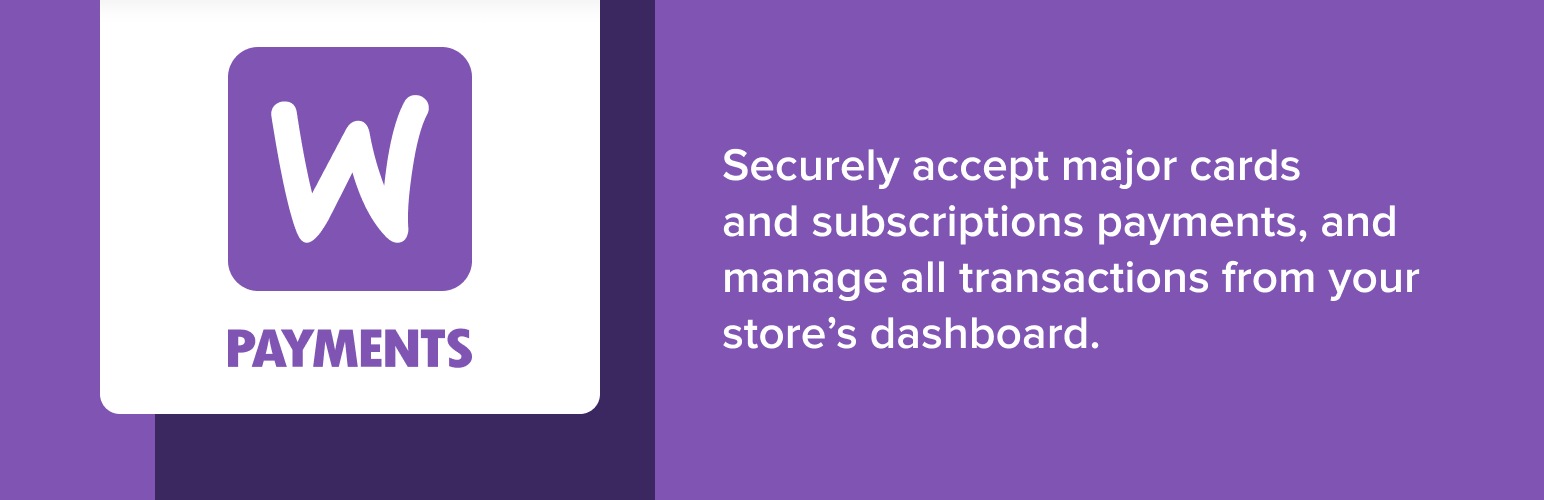 W
PAYMENTS
Securely accept major cards
and subscriptions payments, and
manage all transactions from your
store’s dashboard.